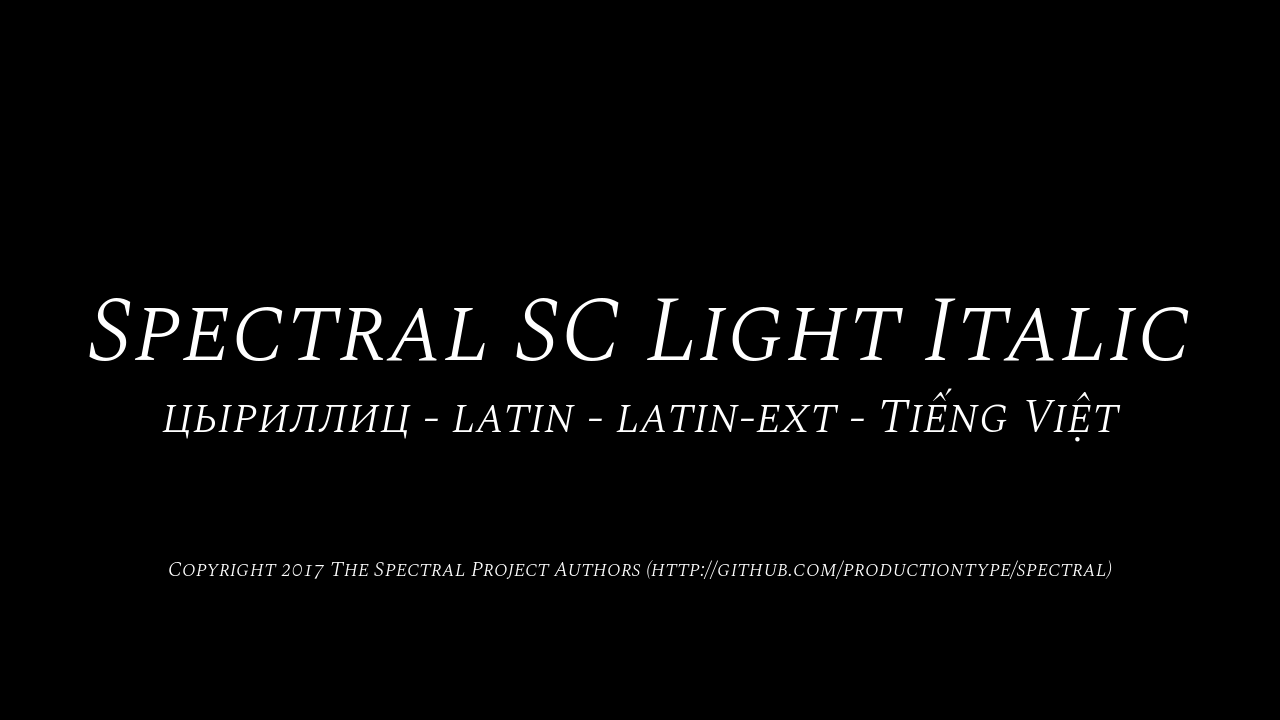 Spectral SC Light Italic
цыриллиц - latin - latin-ext - Tiếng Việt
Copyright 2017 The Spectral Project Authors (http://github.com/productiontype/spectral)